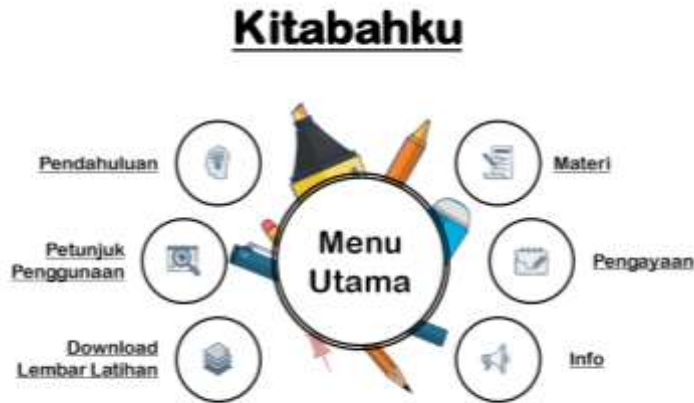 Kitabahku
Pendahuluan
Materi
Menu
Utama
Petunjuk
Penggunaan
Pengayaan
Download
Lembar Latihan
Info